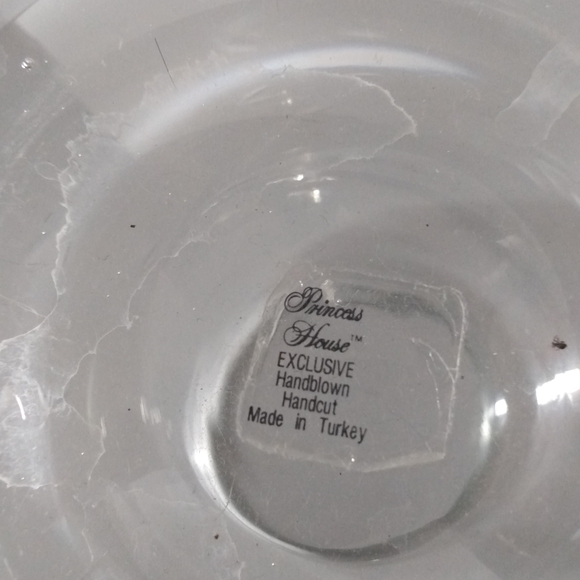 Princess
House™
EXCLUSIVE
Handblown
Handcut
Made in Turkey